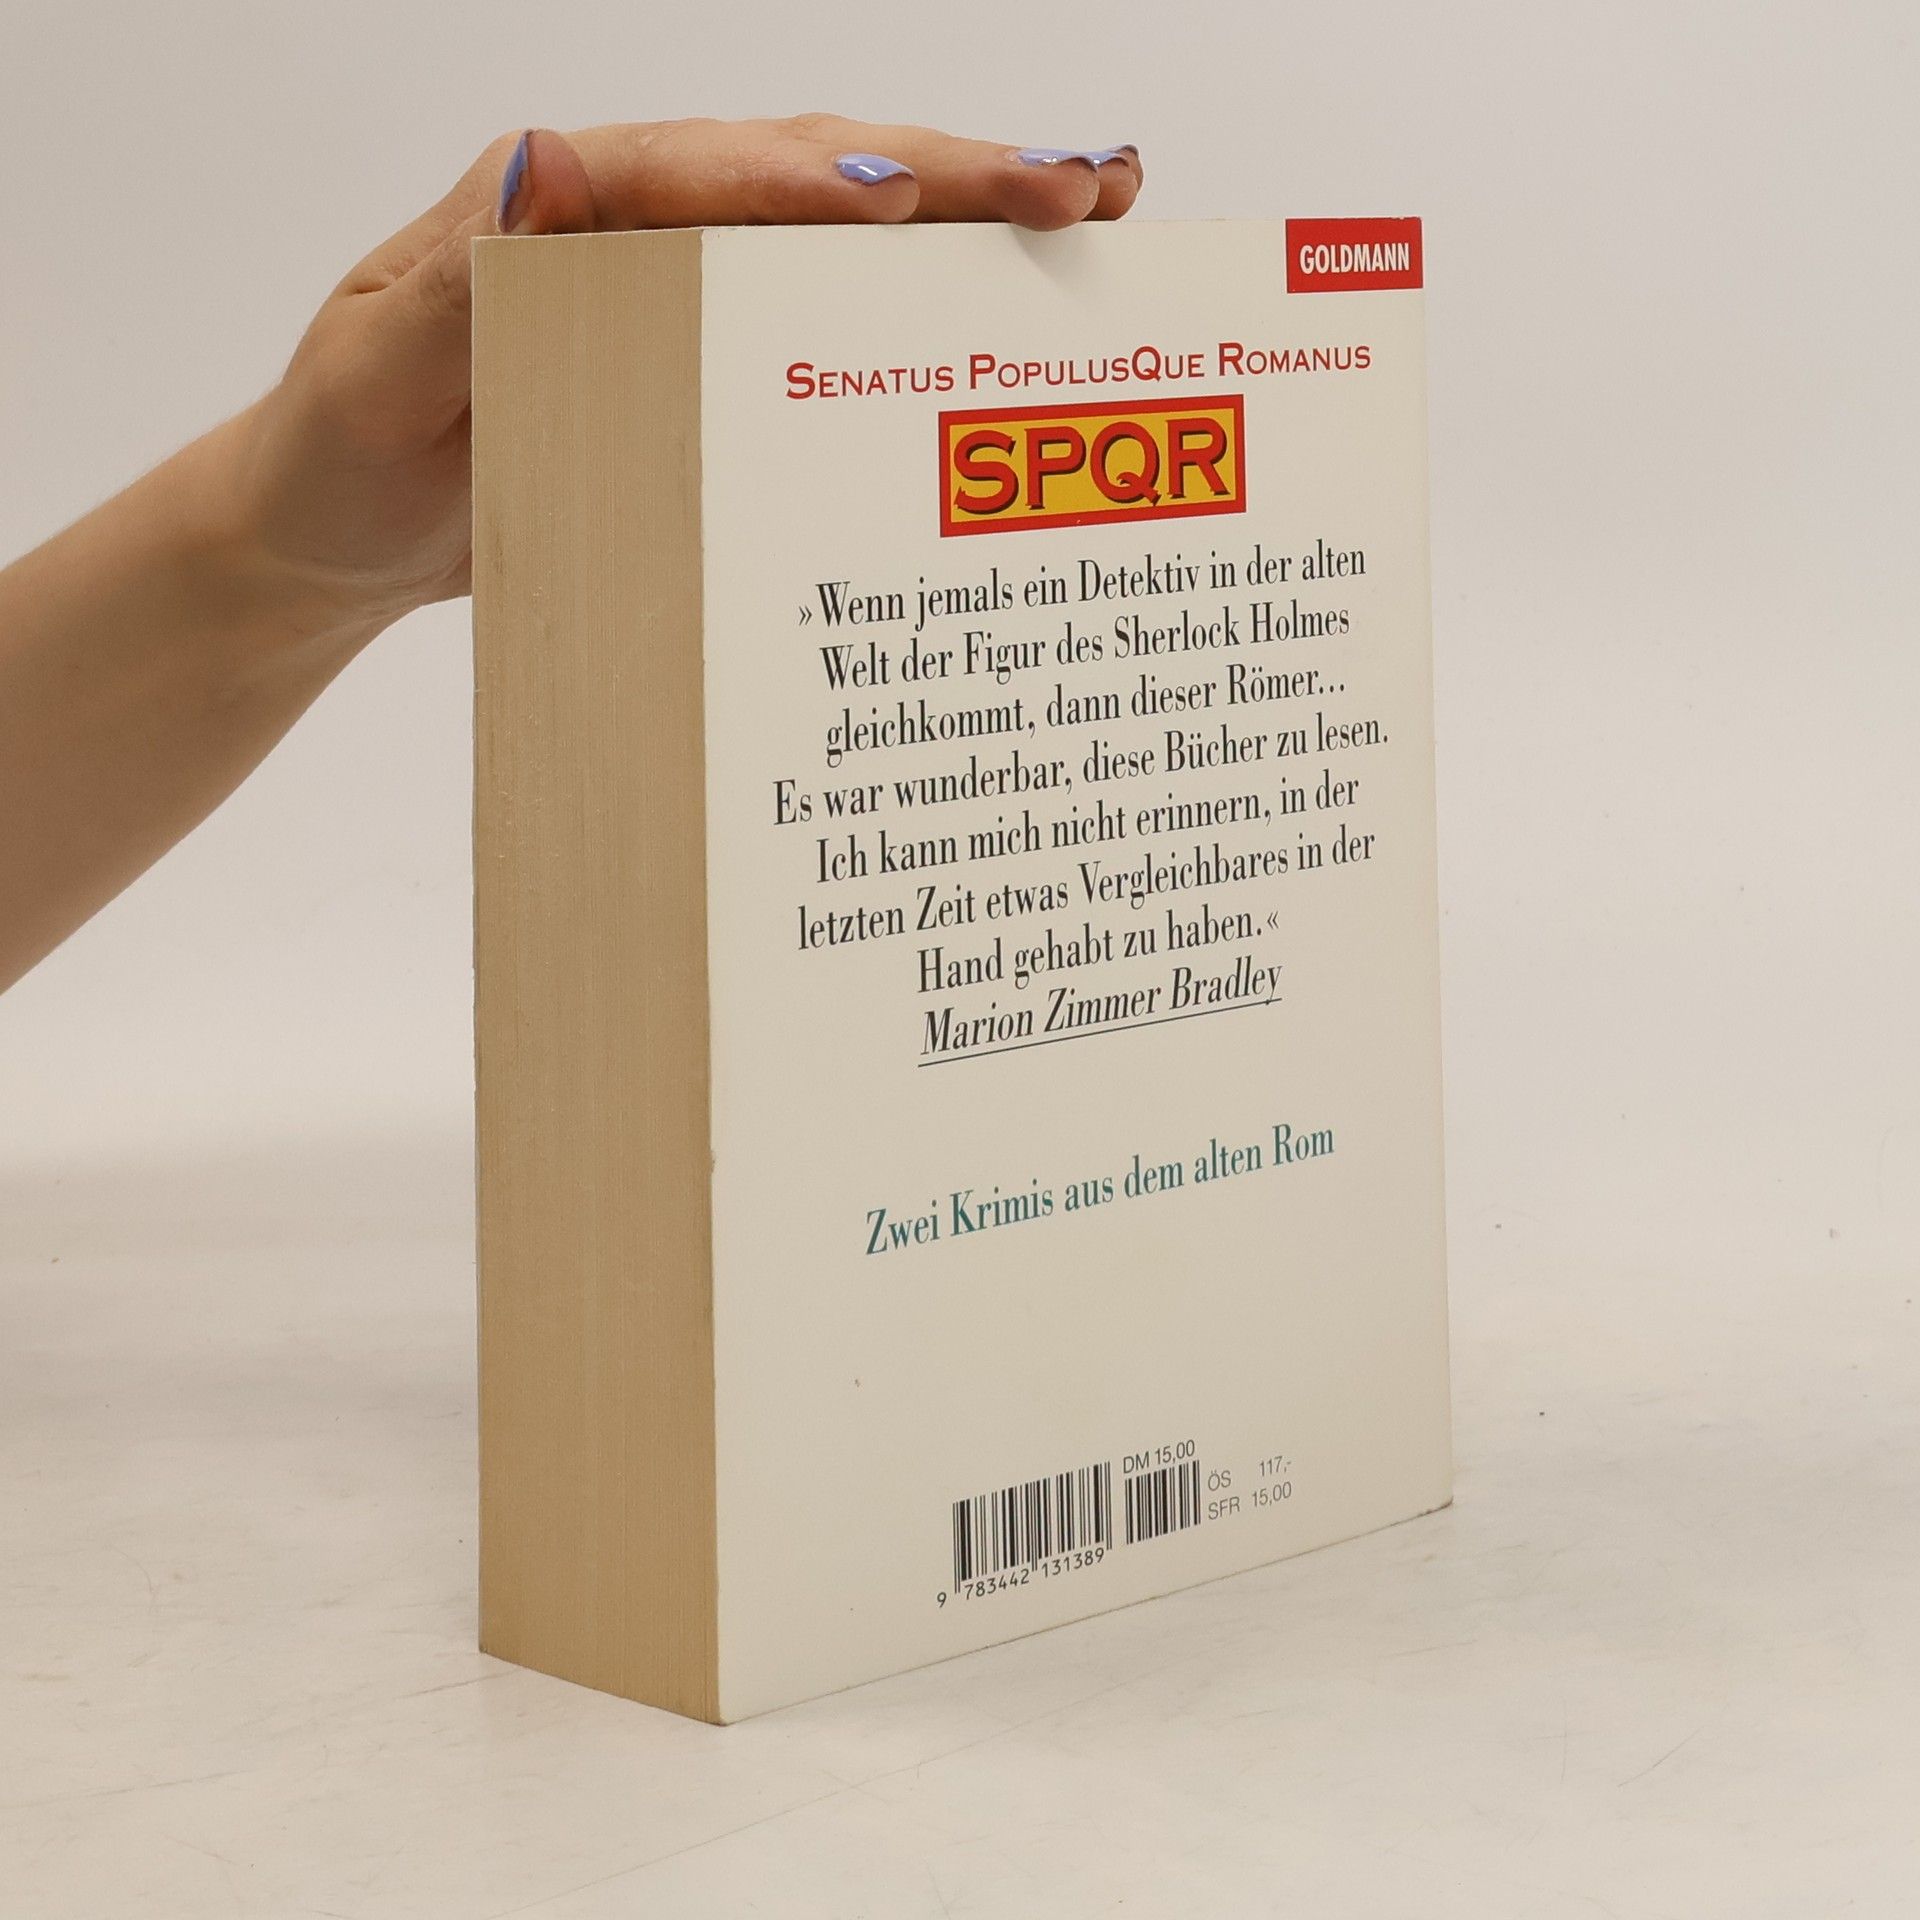 GOLDMANN
SENATUS POPULUSQUE ROMANUS
SPQR
»Wenn jemals ein Detektiv in der alten
Welt der Figur des Sherlock Holmes
gleichkommt, dann dieser Römer...
Es war wunderbar, diese Bücher zu lesen.
Ich kann mich nicht erinnern, in der
letzten Zeit etwas Vergleichbares in der
Hand gehabt zu haben.«
Marion Zimmer Bradley
Zwei Krimis aus dem alten Rom
DM 15,00
ÖS 117,-
SFR 15,00
9 783442 131389